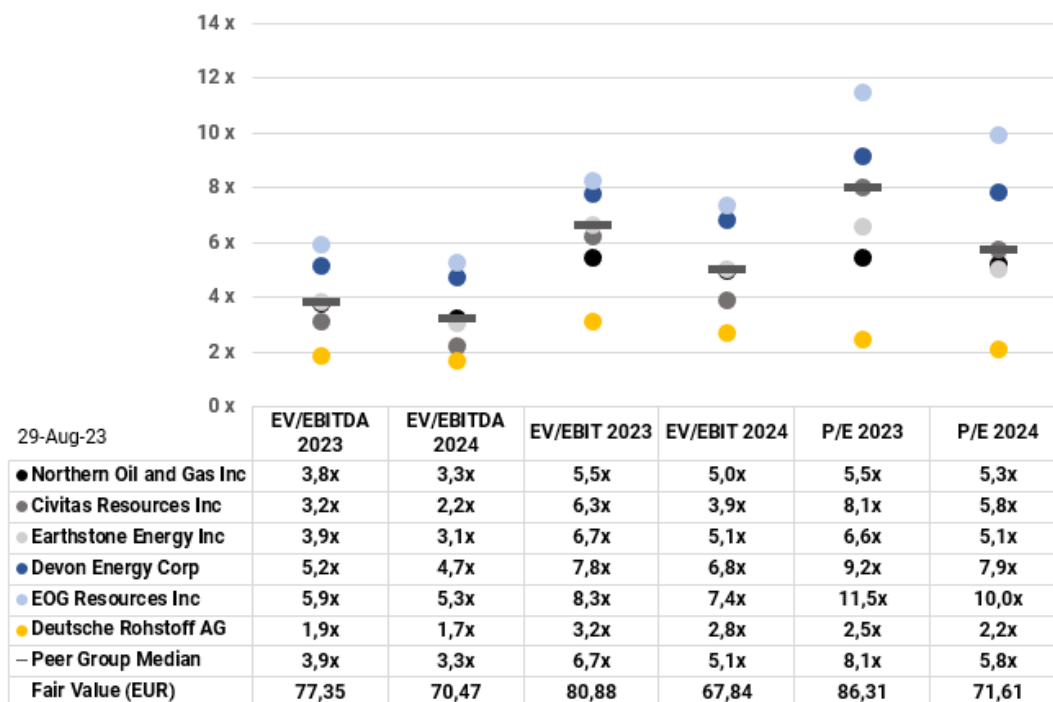 14 x
12 x
10 x
8 x
6 x
4 x
2 x
0 x
29-Aug-23 EV/EBITDA 2023 EV/EBITDA 2024 EV/EBIT 2023 EV/EBIT 2024 P/E 2023 P/E 2024
Northern Oil and Gas Inc 3,8x 3,3x 5,5x 5,0x 5,5x 5,3x
Civitas Resources Inc 3,2x 2,2x 6,3x 3,9x 8,1x 5,8x
Earthstone Energy Inc 3,9x 3,1x 6,7x 5,1x 6,6x 5,1x
Devon Energy Corp 5,2x 4,7x 7,8x 6,8x 9,2x 7,9x
EOG Resources Inc 5,9x 5,3x 8,3x 7,4x 11,5x 10,0x
Deutsche Rohstoff AG 1,9x 1,7x 3,2x 2,8x 2,5x 2,2x
Peer Group Median 3,9x 3,3x 6,7x 5,1x 8,1x 5,8x
Fair Value (EUR) 77,35 70,47 80,88 67,84 86,31 71,61